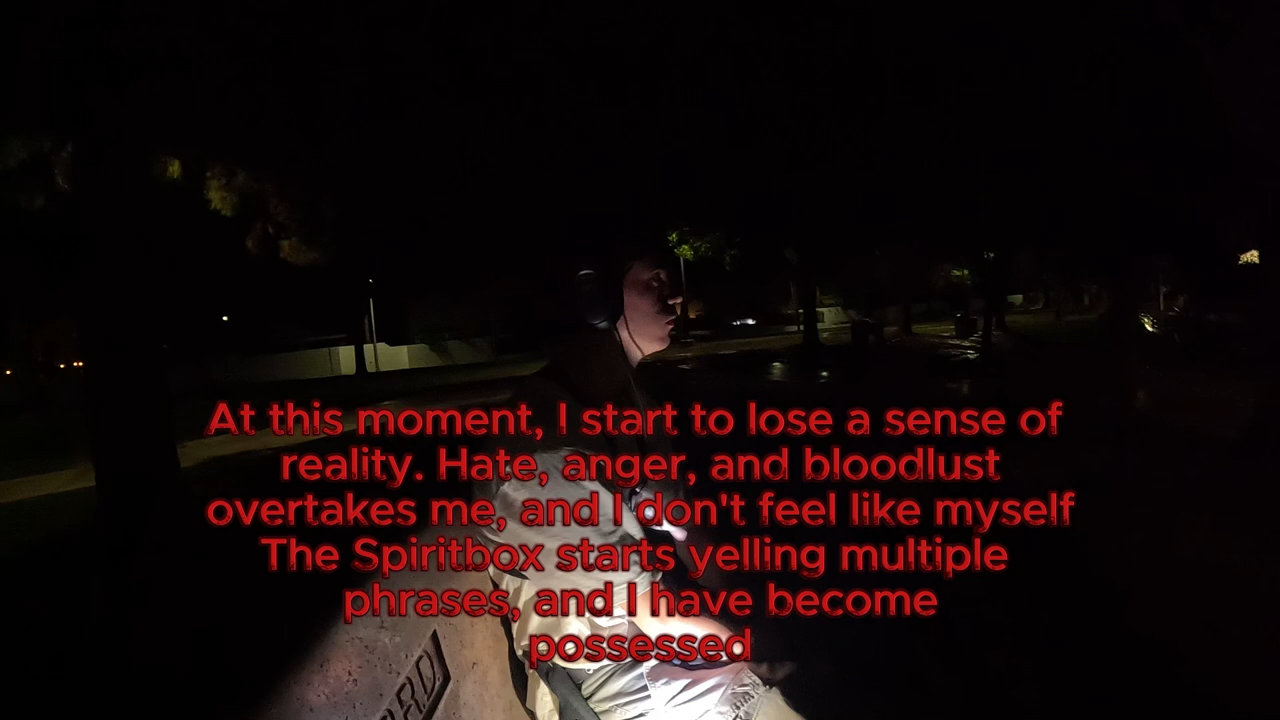 At this moment, I start to lose a sense of
reality. Hate, anger, and bloodlust
overtakes me, and I don't feel like myself
The Spiritbox starts yelling multiple
phrases, and I have become
possessed
RD.